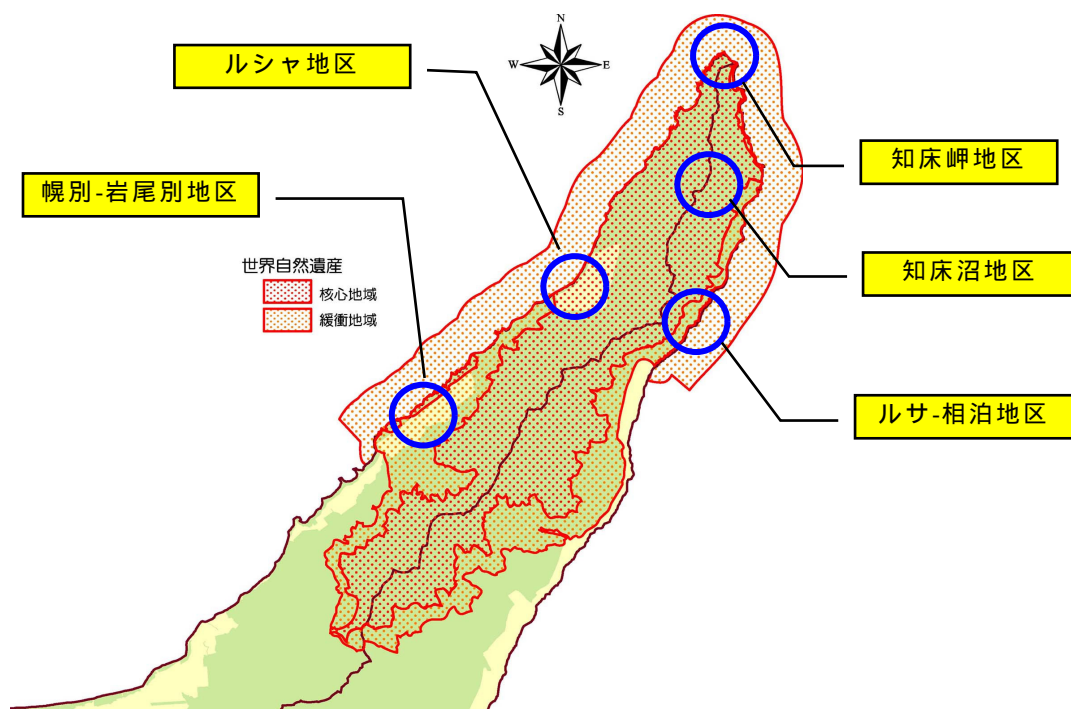 N
W
E
S
ルシャ地区
知床岬地区
幌別-岩尾別地区
知床沼地区
世界自然遺産
核心地域
緩衝地域
ルサ-相泊地区